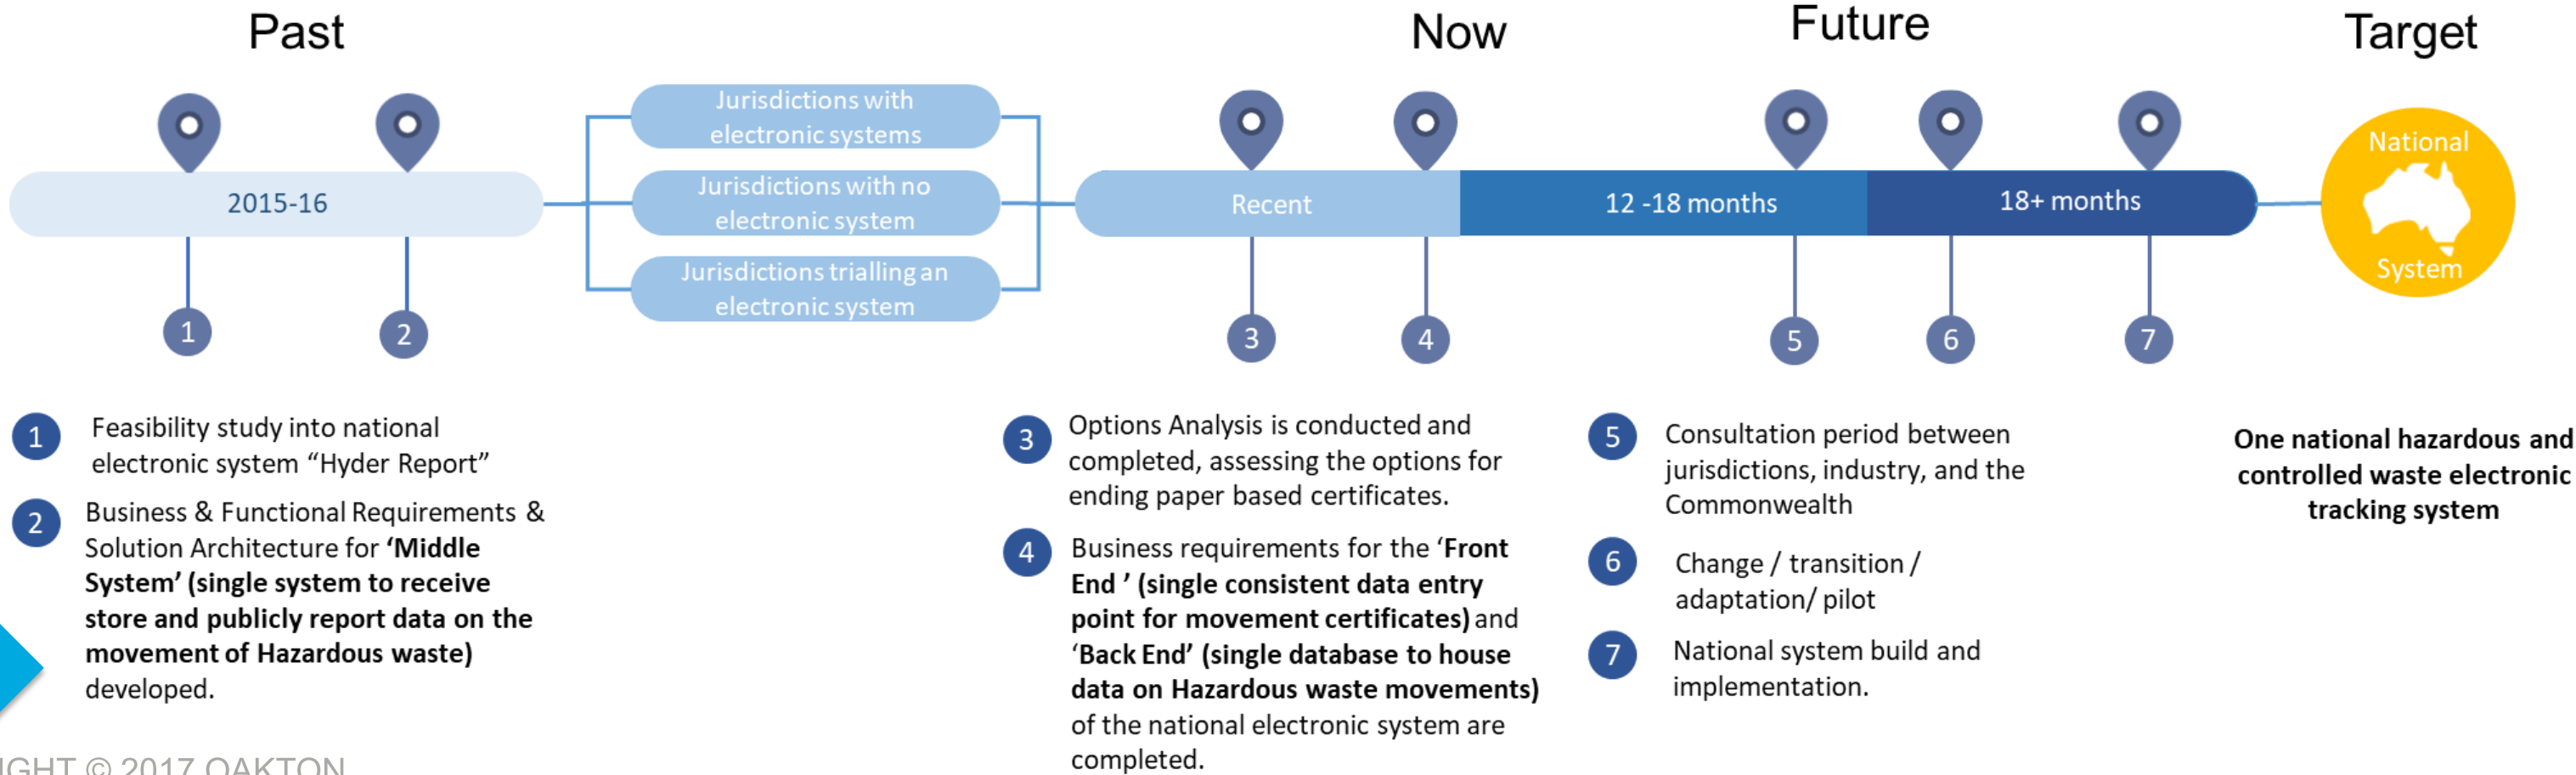 Past
Now
Future
Target
Jurisdictions with
electronic systems
2015-16
Jurisdictions with no
electronic system
Jurisdictions trialling an
electronic system
Recent
12 -18 months
18+ months
National
System
1
2
3
4
5
6
7
1
Feasibility study into national
electronic system “Hyder Report”
2
Business & Functional Requirements &
Solution Architecture for ‘Middle
System’ (single system to receive
store and publicly report data on the
movement of Hazardous waste)
developed.
3
Options Analysis is conducted and
completed, assessing the options for
ending paper based certificates.
4
Business requirements for the ‘Front
End ’ (single consistent data entry
point for movement certificates) and
‘Back End’ (single database to house
data on Hazardous waste movements)
of the national electronic system are
completed.
5
Consultation period between
jurisdictions, industry, and the
Commonwealth
6
Change / transition /
adaptation/ pilot
7
National system build and
implementation.
One national hazardous and
controlled waste electronic
tracking system
IGHT © 2017 OAKTON